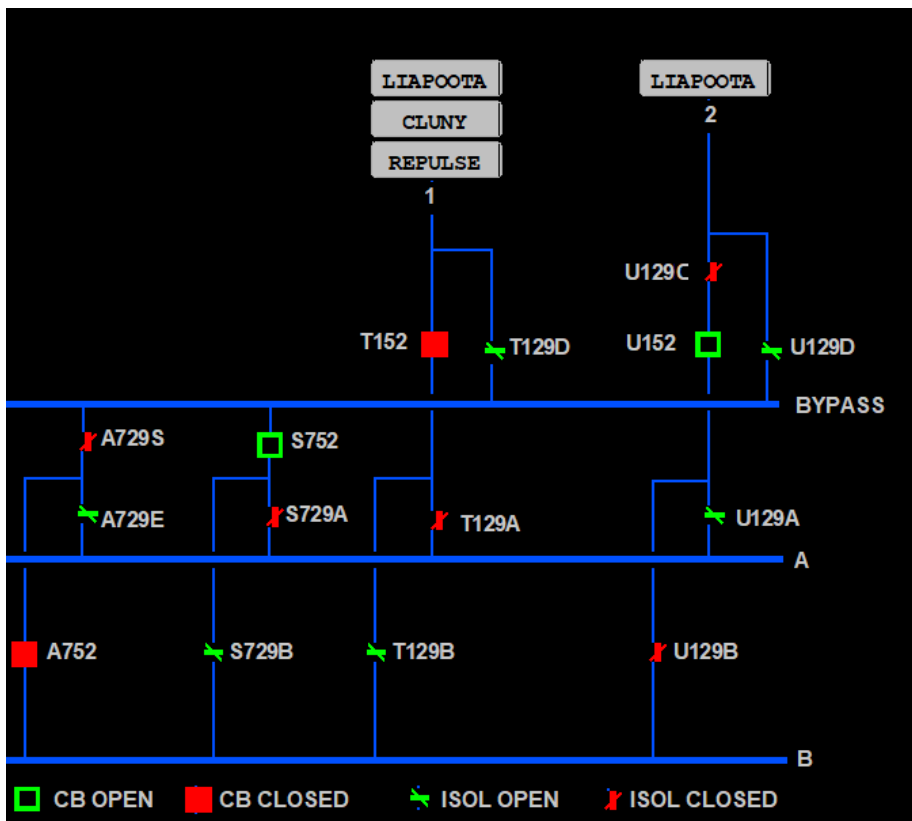 LIAPOOTA
LIAPOOTA
CLUNY
2
REPULSE
1
U129C
T152
T129D
U152
U129D
BYPASS
A729S
S752
A729E
S729A
T129A
U129A
A
A752
S729B
T129B
U129B
B
CB OPEN
CB CLOSED
ISOL OPEN
ISOL CLOSED